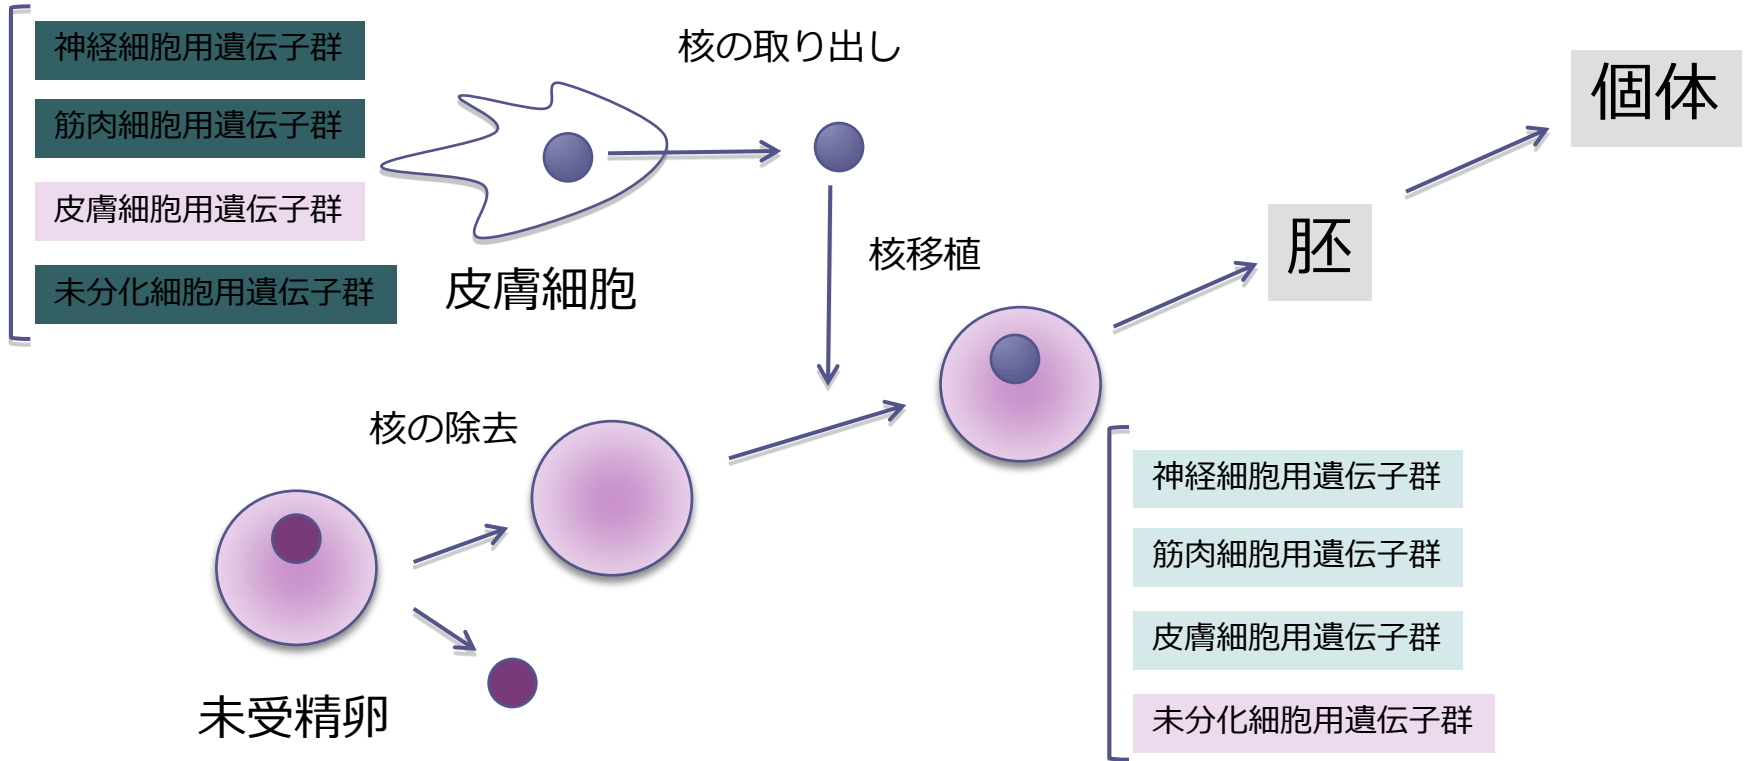 神経細胞用遺伝子群
筋肉細胞用遺伝子群
皮膚細胞用遺伝子群
未分化細胞用遺伝子群
皮膚細胞
核の取り出し
核移植
個体
胚
核の除去
未受精卵
神経細胞用遺伝子群
筋肉細胞用遺伝子群
皮膚細胞用遺伝子群
未分化細胞用遺伝子群